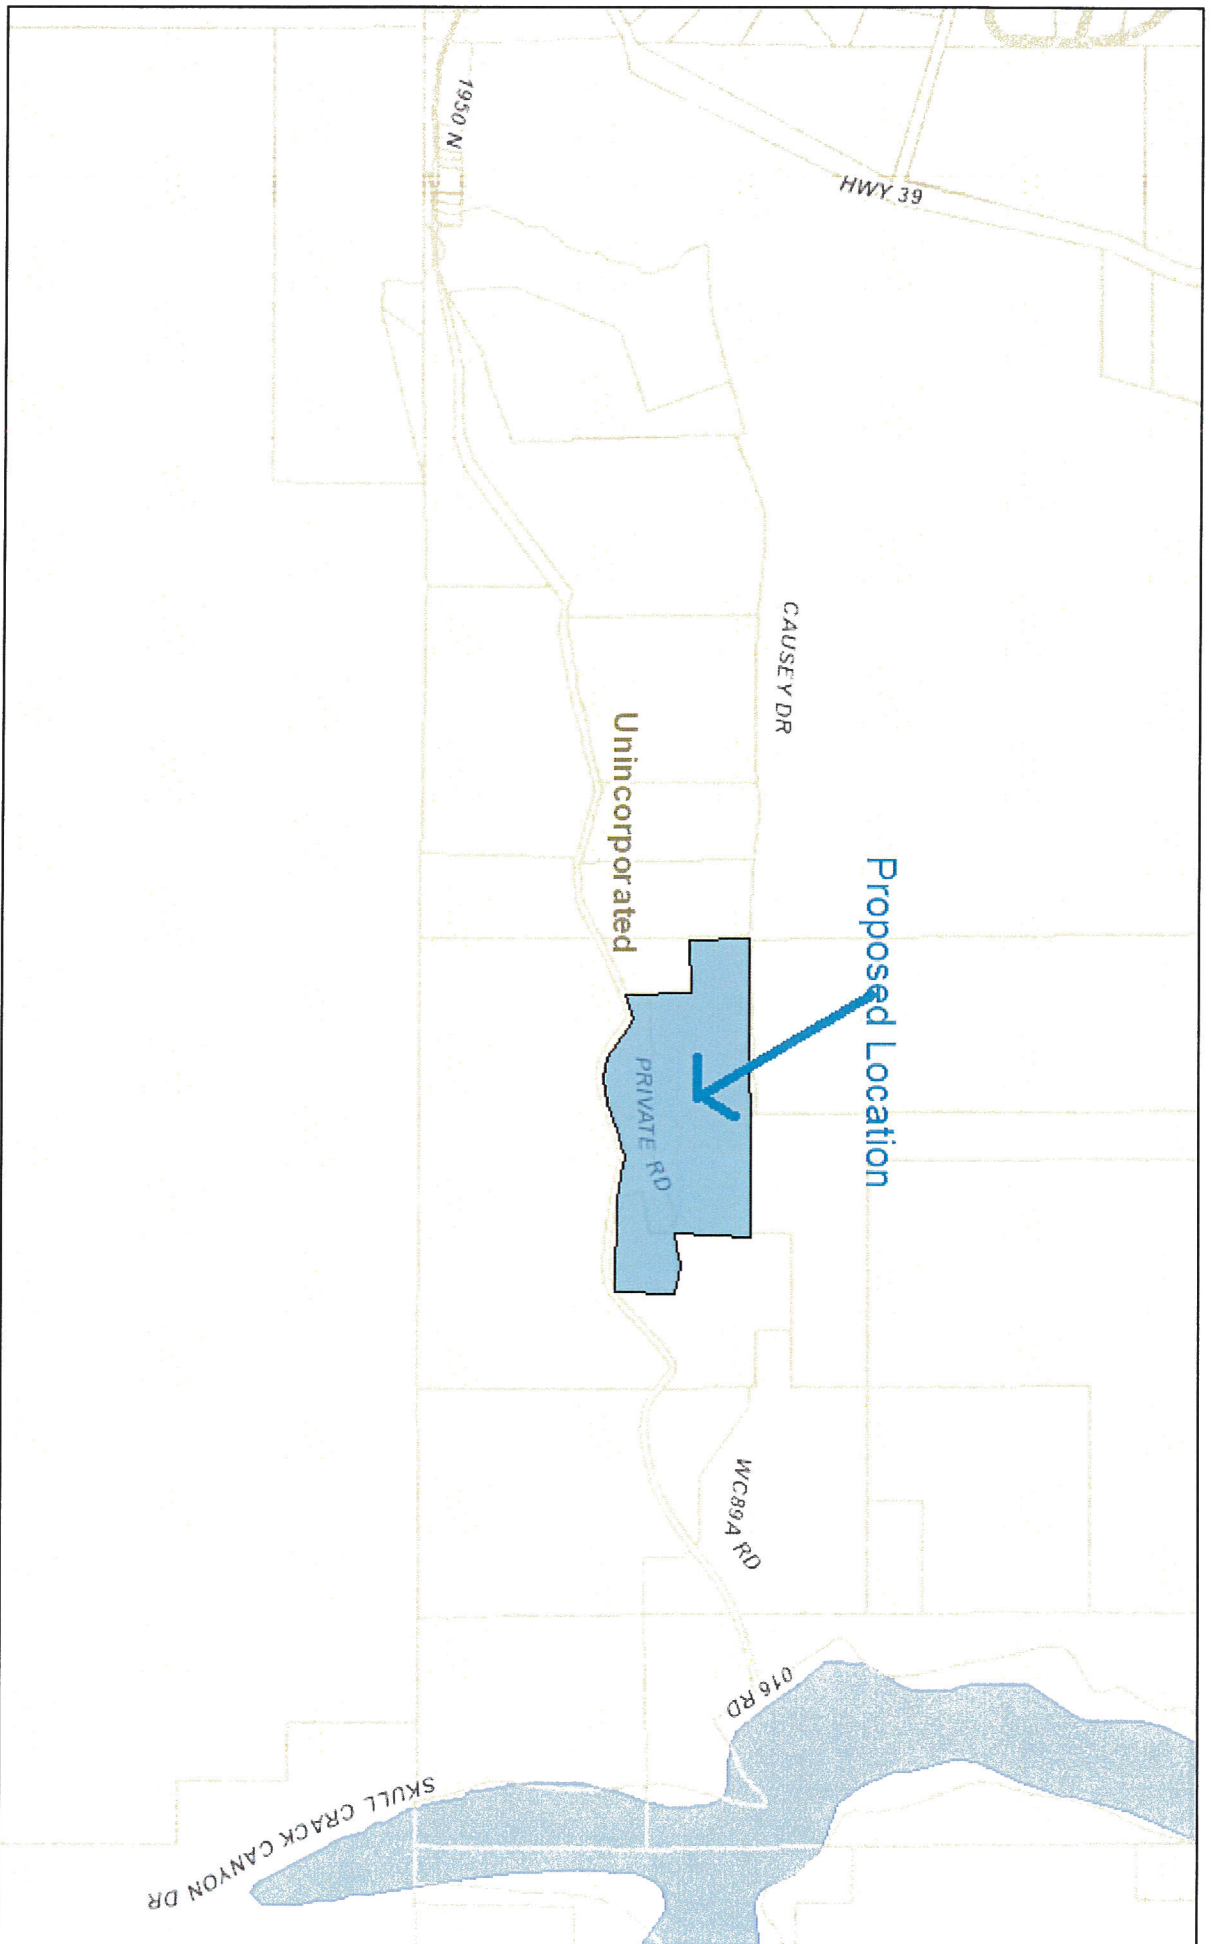 1950 N
HWY 39
CAUSEY DR
Unincorporated
Proposed Location
PRIVATE RD
WC89A RD
016 RD
SKULL CRACK CANYON DR